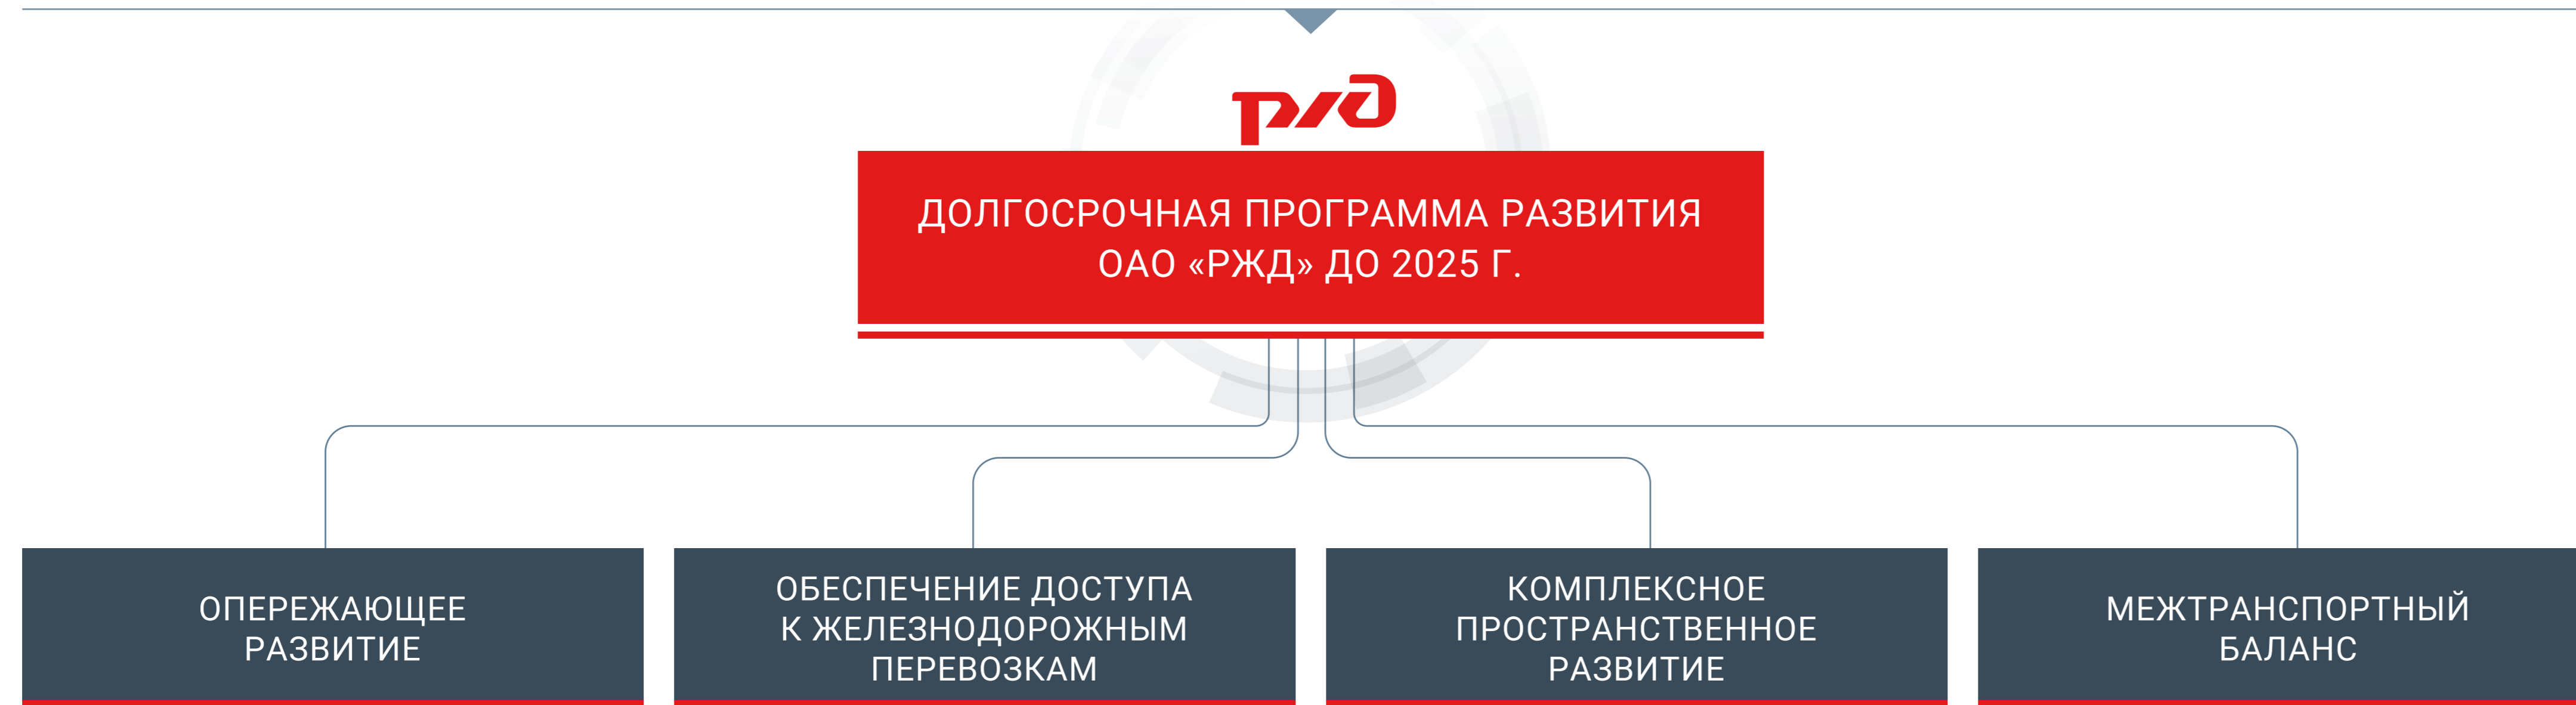 ржд
ДОЛГОСРОЧНАЯ ПРОГРАММА РАЗВИТИЯ
ОАО «РЖД» ДО 2025 Г.
ОПЕРЕЖАЮЩЕЕ
РАЗВИТИЕ
ОБЕСПЕЧЕНИЕ ДОСТУПА
К ЖЕЛЕЗНОДОРОЖНЫМ
ПЕРЕВОЗКАМ
КОМПЛЕКСНОЕ
ПРОСТРАНСТВЕННОЕ
РАЗВИТИЕ
МЕЖТРАНСПОРТНЫЙ
БАЛАНС